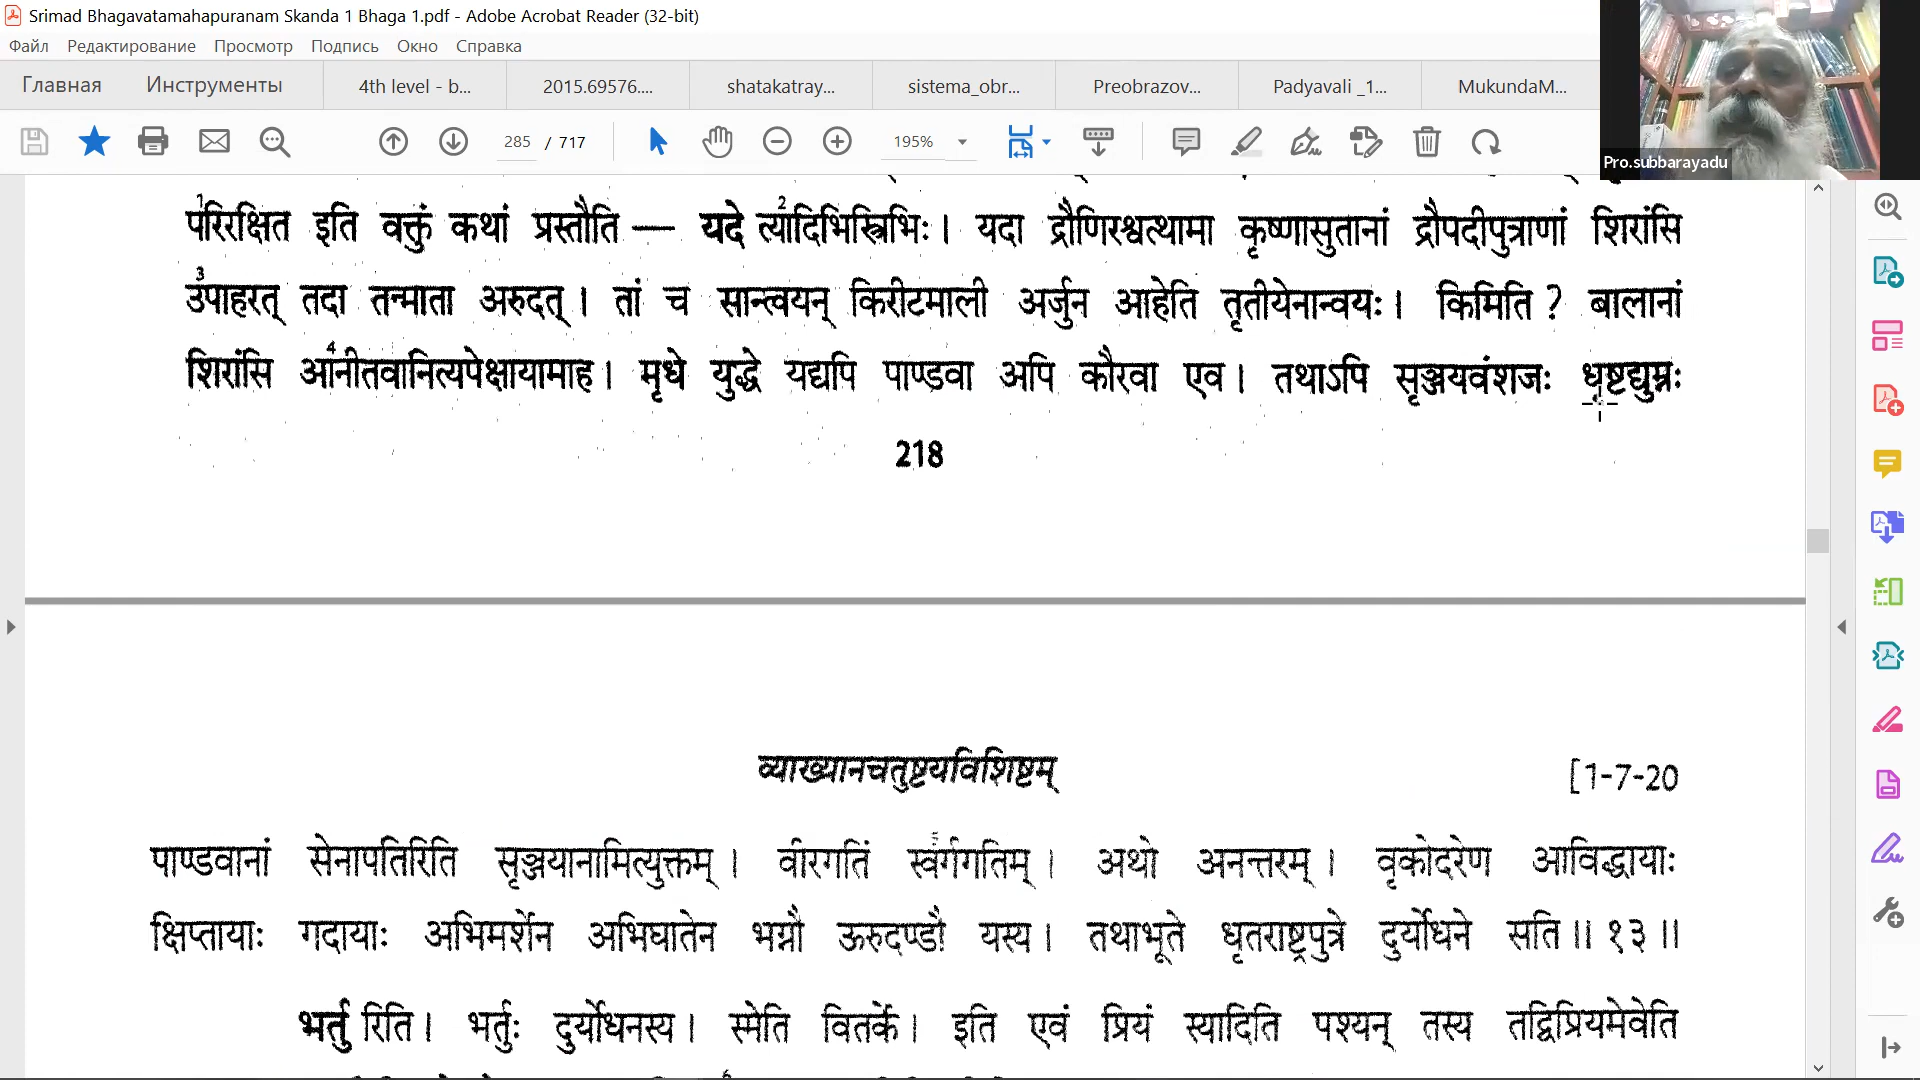 Srimad Bhagavatamahapuranam Skanda 1 Bhaga 1.pdf - Adobe Acrobat Reader (32-bit)
Файл Редактирование Просмотр Подпись Окно Справка
Главная Инструменты 4th level - b... 2015.69576.... shatakatray... sistema_obr... Preobrazov... Padyavali _1... MukundaM...
285 / 717 195%
Pro.subbarayadu
परिरक्षित इति वक्तुं कथां प्रस्तौति — यदे त्यादिभिस्त्रिभिः। यदा द्रौणिरश्वत्थामा कृष्णासुतानां द्रौपदीपुत्राणां शिरांसि
उपाहरत् तदा तन्माता अरुदत्। तां च सान्त्वयन् किरीटमाली अर्जुन आहेति तृतीयेनान्वयः। किमिति ? बालानां
शिरांसि आनीतवानित्यपेक्षायामाह। मृधे युद्धे यद्यपि पाण्डवा अपि कौरवा एव। तथाऽपि सृञ्जयवंशजः धृष्टद्युम्नः
218
व्याख्यानचतुष्टयविशिष्टम् [1-7-20
पाण्डवानां सेनापतिरिति सृञ्जयानामित्युक्तम्। वीरगतिं स्वर्गगतिम्। अथो अनन्तरम्। वृकोदरेण आविद्धायाः
क्षिप्तायाः गदायाः अभिमर्शेन अभिघातेन भग्नौ ऊरुदण्डौ यस्य। तथाभूते धृतराष्ट्रपुत्रे दुर्योधने सति ॥ १३ ॥
भर्तु रिति। भर्तुः दुर्योधनस्य। स्मेति वितर्के। इति एवं प्रियं स्यादिति पश्यन् तस्य तद्विप्रियमेवेति